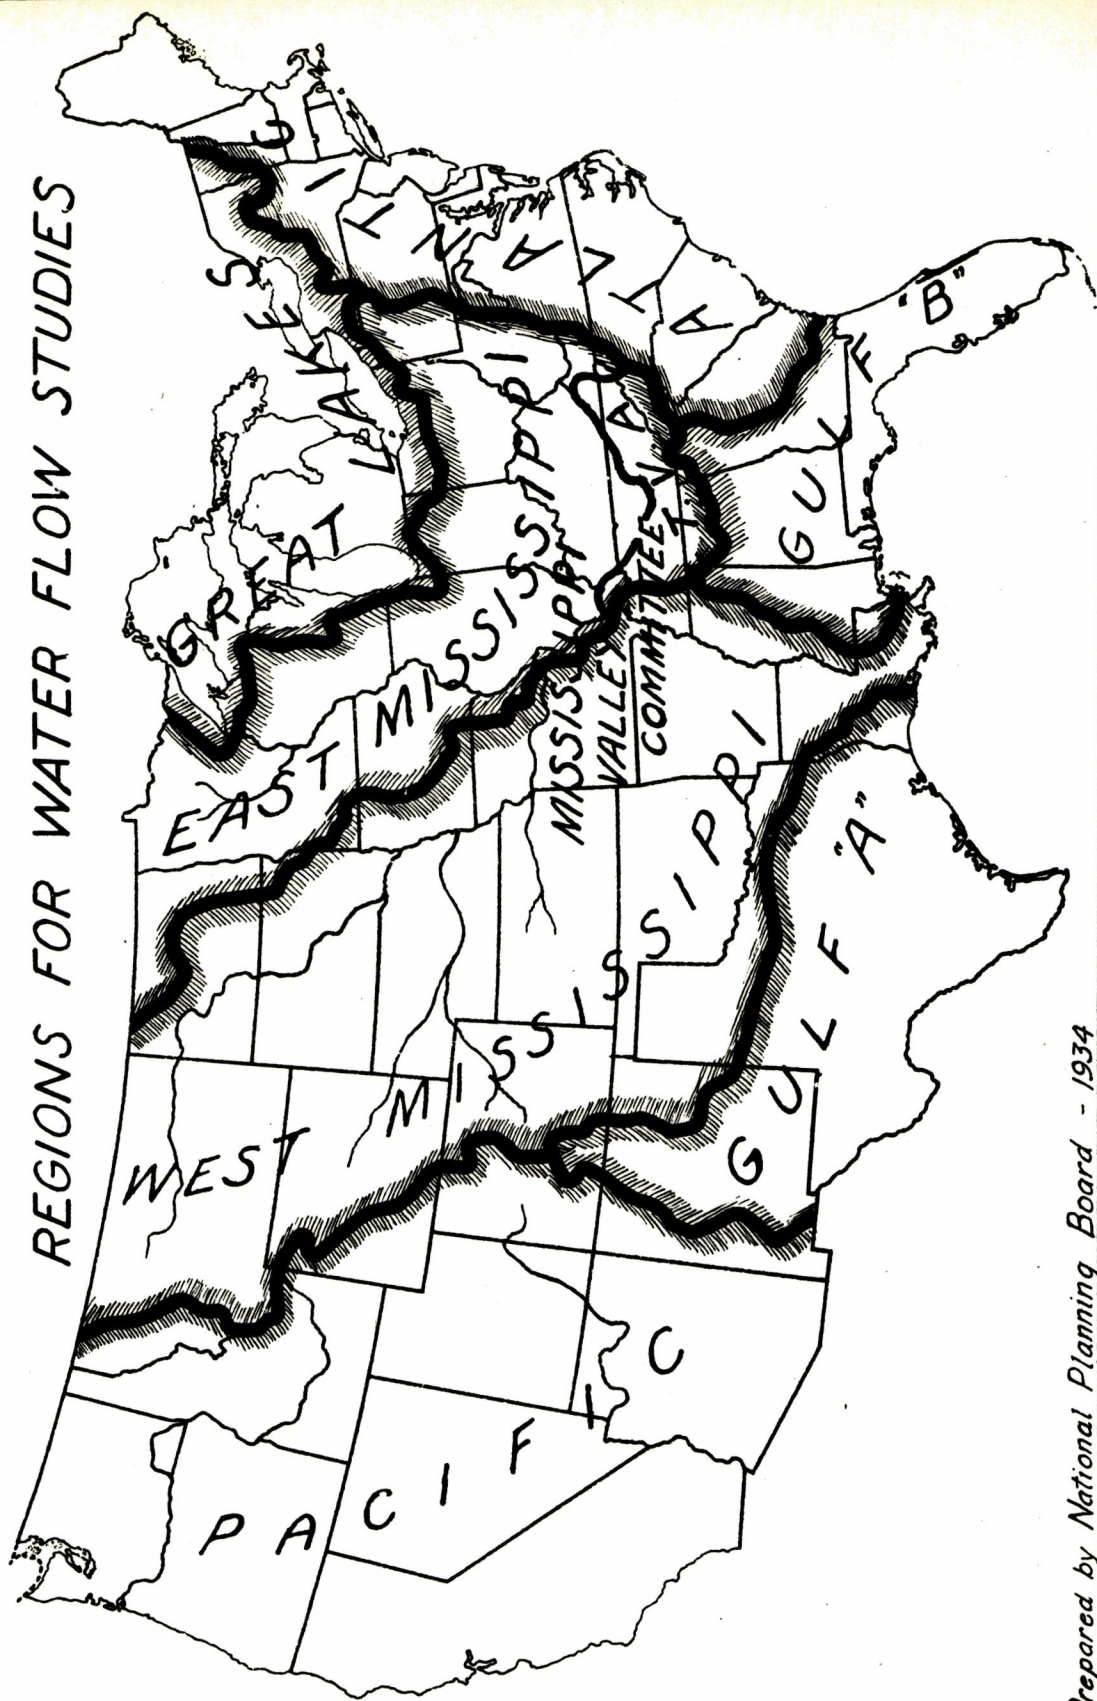 REGIONS FOR WATER FLOW STUDIES
GREAT LAKES
ATLANTIC
EAST MISSISSIPPI
WEST MISSISSIPPI
MISSISSIPPI
VALLEY
COMMITTEE
T.V.A.
PACIFIC
GULF "A"
GULF "B"
Prepared by National Planning Board - 1934